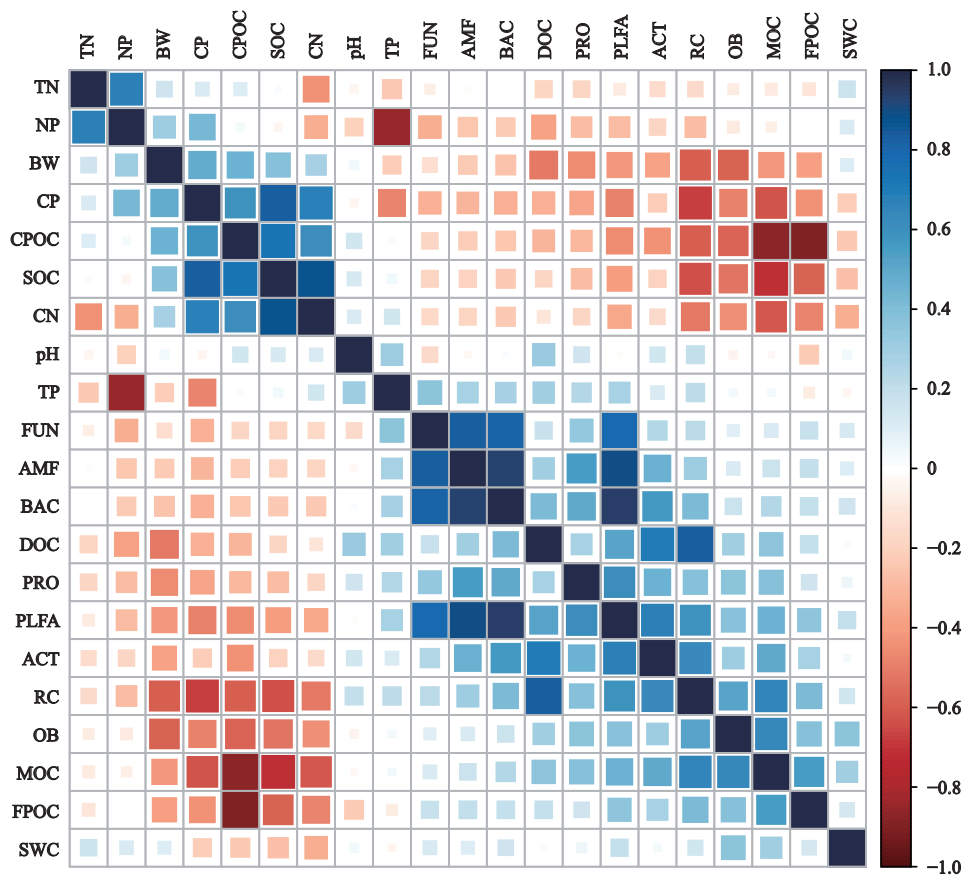 TN NP BW CP CPOC SOC CN pH TP FUN AMF BAC DOC PRO PLFA ACT RC OB MOC FPOC SWC
TN
NP
BW
CP
CPOC
SOC
CN
pH
TP
FUN
AMF
BAC
DOC
PRO
PLFA
ACT
RC
OB
MOC
FPOC
SWC
1.0
0.8
0.6
0.4
0.2
0
−0.2
−0.4
−0.6
−0.8
−1.0